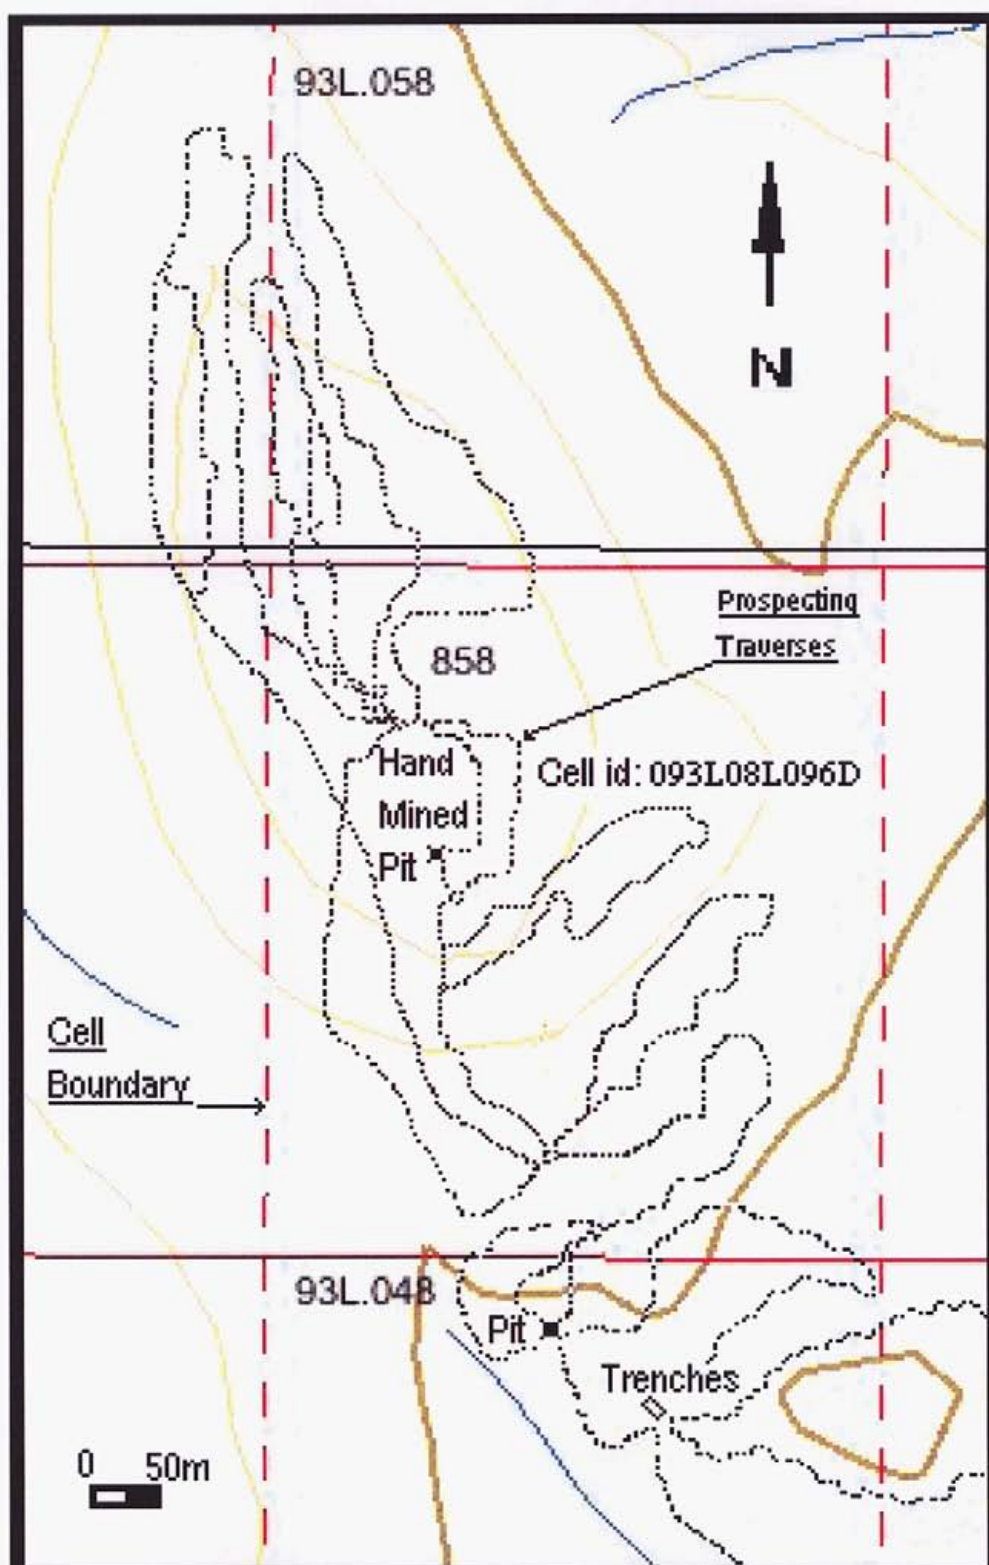 93L.058
N
Prospecting
Traverses
858
Hand
Mined
Pit
Cell id: 093L08L096D
Cell
Boundary
93L.048
Pit
Trenches
0 50m